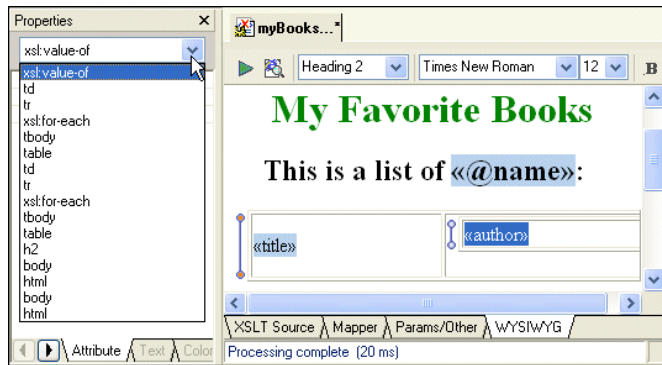 Properties
xsl:value-of
xsl:value-of
td
tr
xsl:for-each
tbody
table
td
tr
xsl:for-each
tbody
table
h2
body
html
body
html
Attribute Text Color
myBooks...*
Heading 2 Times New Roman 12 B
My Favorite Books
This is a list of «@name»:
«title» «author»
XSLT Source Mapper Params/Other WYSIWYG
Processing complete (20 ms)